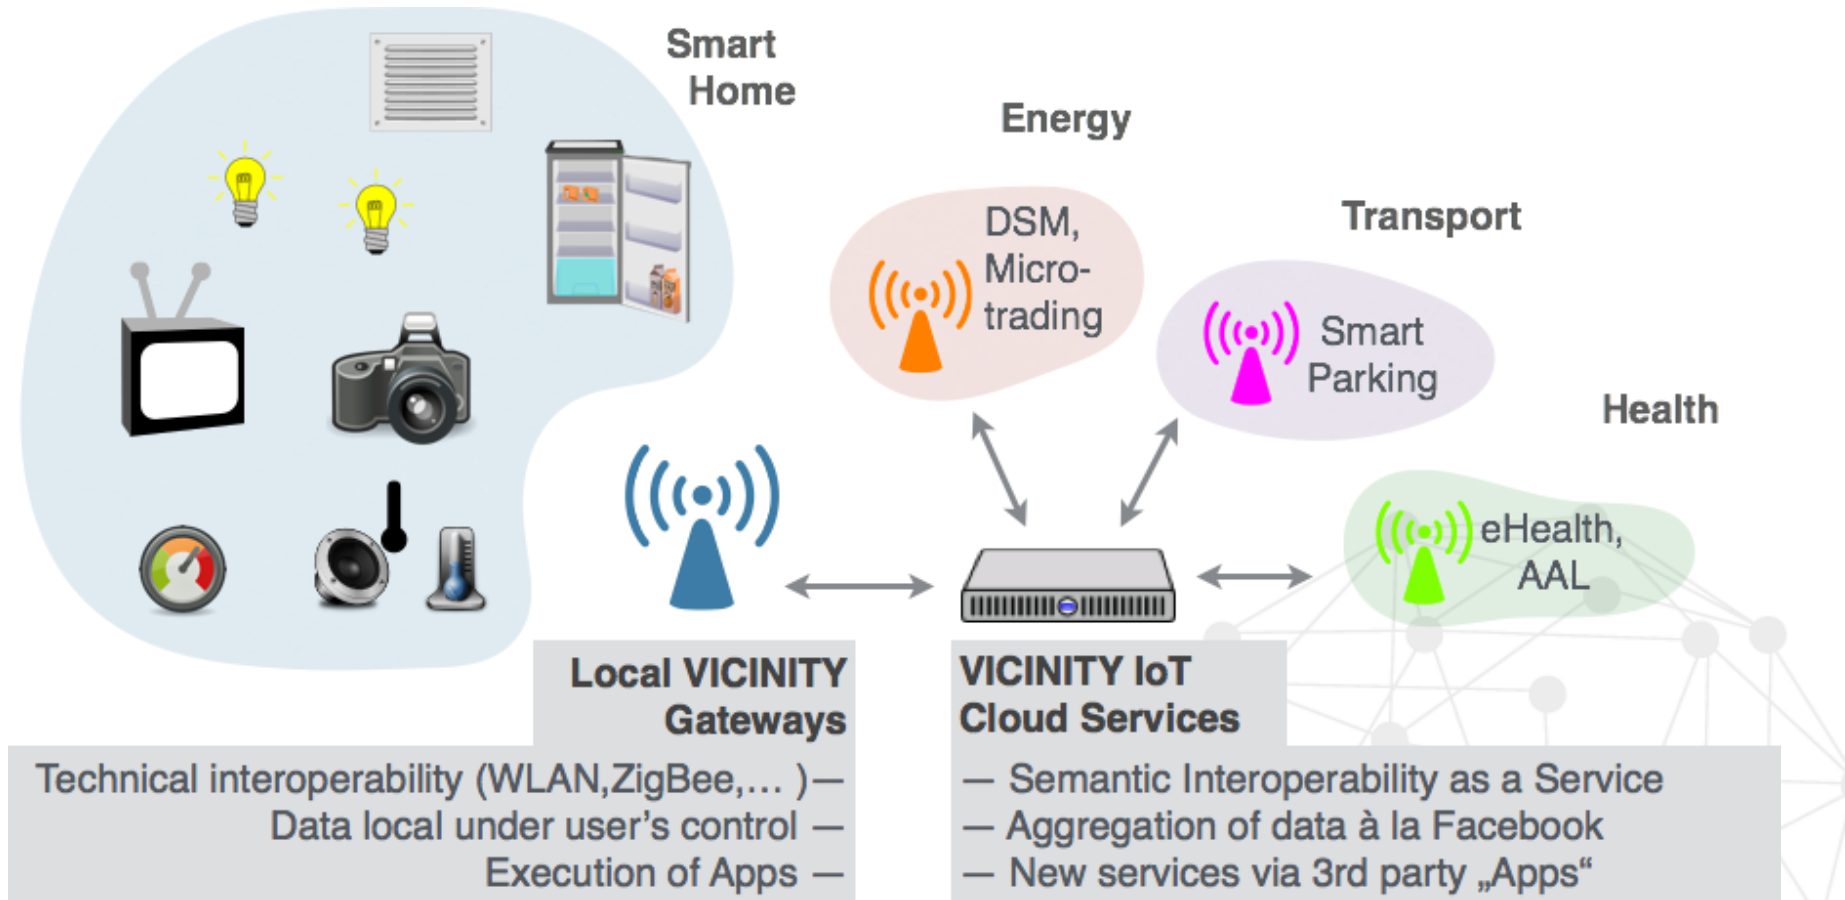 Smart
Home
Energy
DSM,
Micro-
trading
Transport
Smart
Parking
Health
eHealth,
AAL
Local VICINITY
Gateways
Technical interoperability (WLAN,ZigBee,… ) —
Data local under user’s control —
Execution of Apps —
VICINITY IoT
Cloud Services
— Semantic Interoperability as a Service
— Aggregation of data à la Facebook
— New services via 3rd party „Apps“